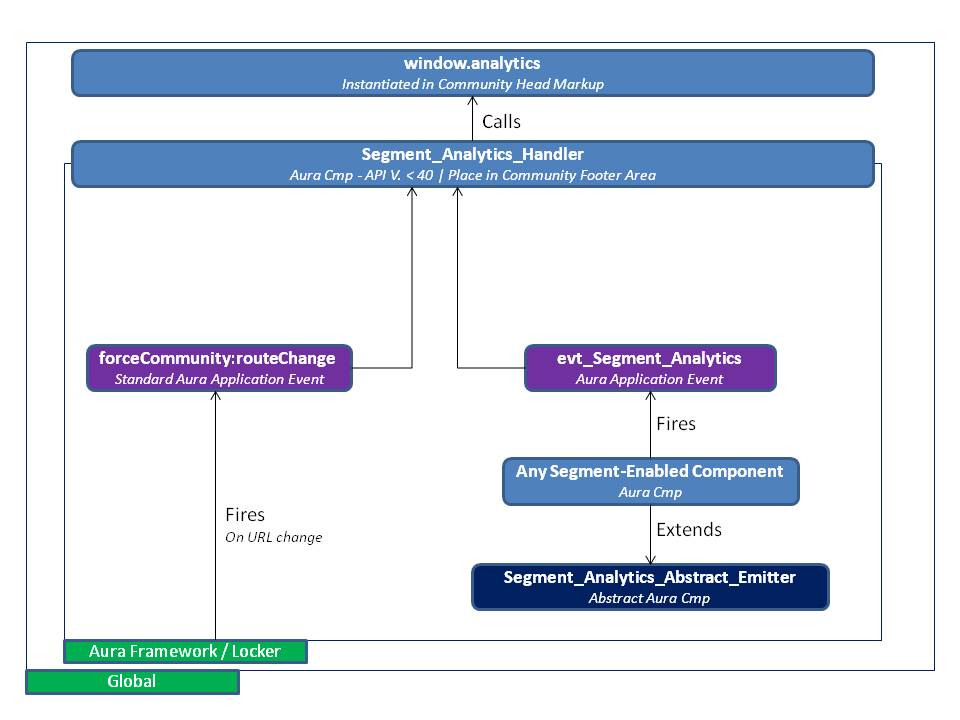 window.analytics
Instantiated in Community Head Markup
Calls
Segment_Analytics_Handler
Aura Cmp - API V. < 40 | Place in Community Footer Area
forceCommunity:routeChange
Standard Aura Application Event
evt_Segment_Analytics
Aura Application Event
Fires
Any Segment-Enabled Component
Aura Cmp
Fires
On URL change
Extends
Segment_Analytics_Abstract_Emitter
Abstract Aura Cmp
Aura Framework / Locker
Global